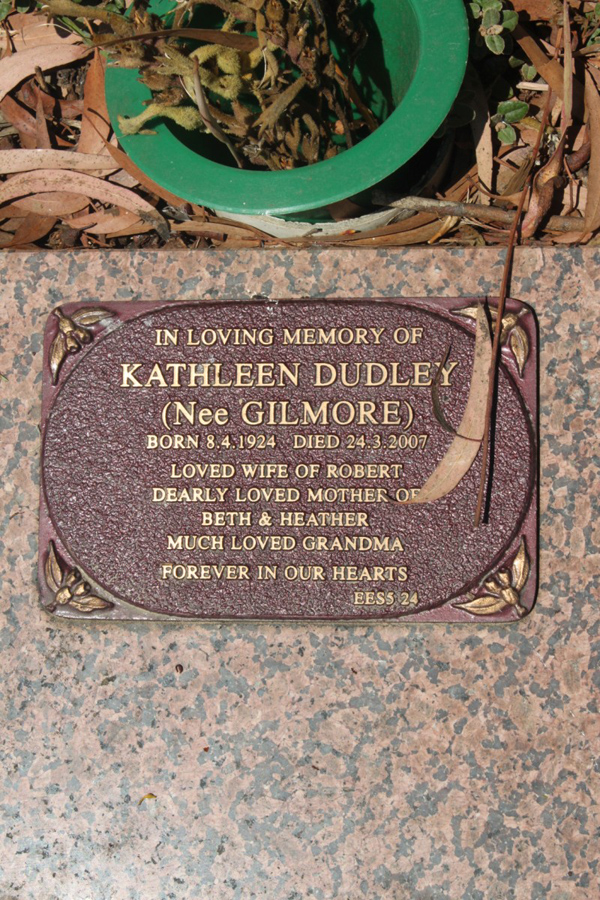 IN LOVING MEMORY OF
KATHLEEN DUDLEY
(Nee GILMORE)
BORN 8.4.1924 DIED 24.3.2007
LOVED WIFE OF ROBERT
DEARLY LOVED MOTHER OF
BETH & HEATHER
MUCH LOVED GRANDMA
FOREVER IN OUR HEARTS
EES5 24